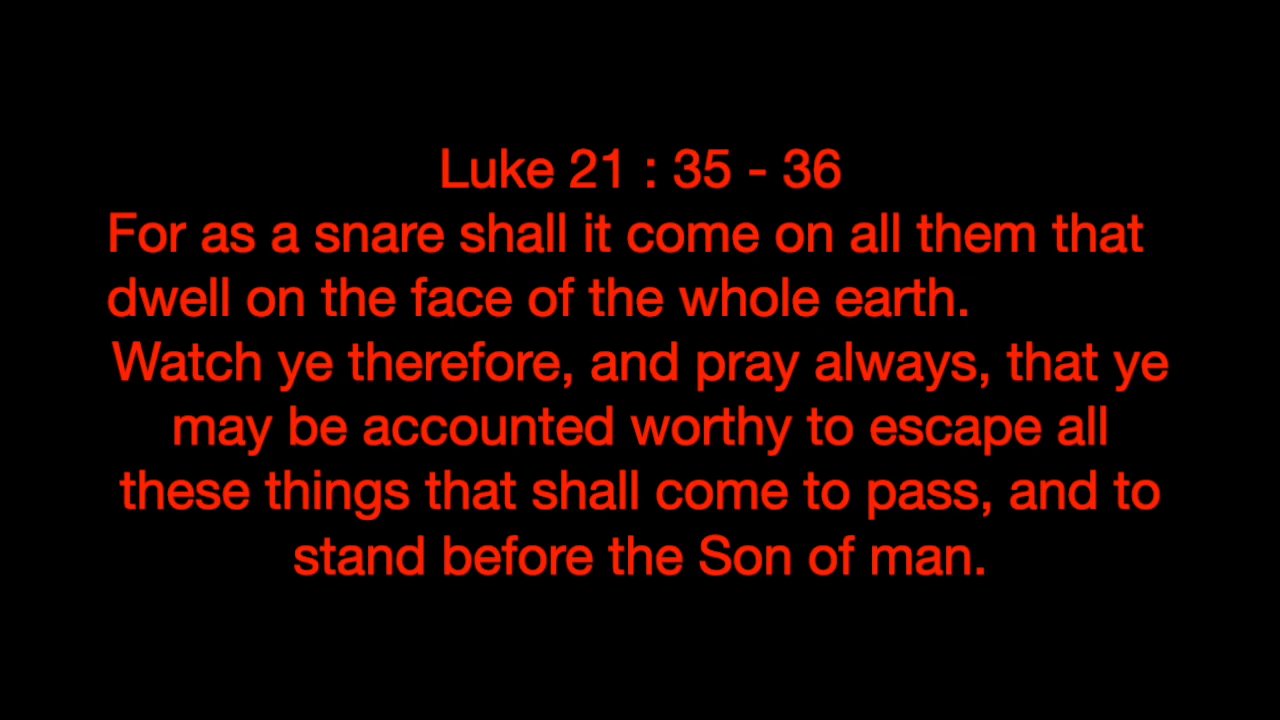 Luke 21 : 35 - 36
For as a snare shall it come on all them that
dwell on the face of the whole earth.
Watch ye therefore, and pray always, that ye
may be accounted worthy to escape all
these things that shall come to pass, and to
stand before the Son of man.